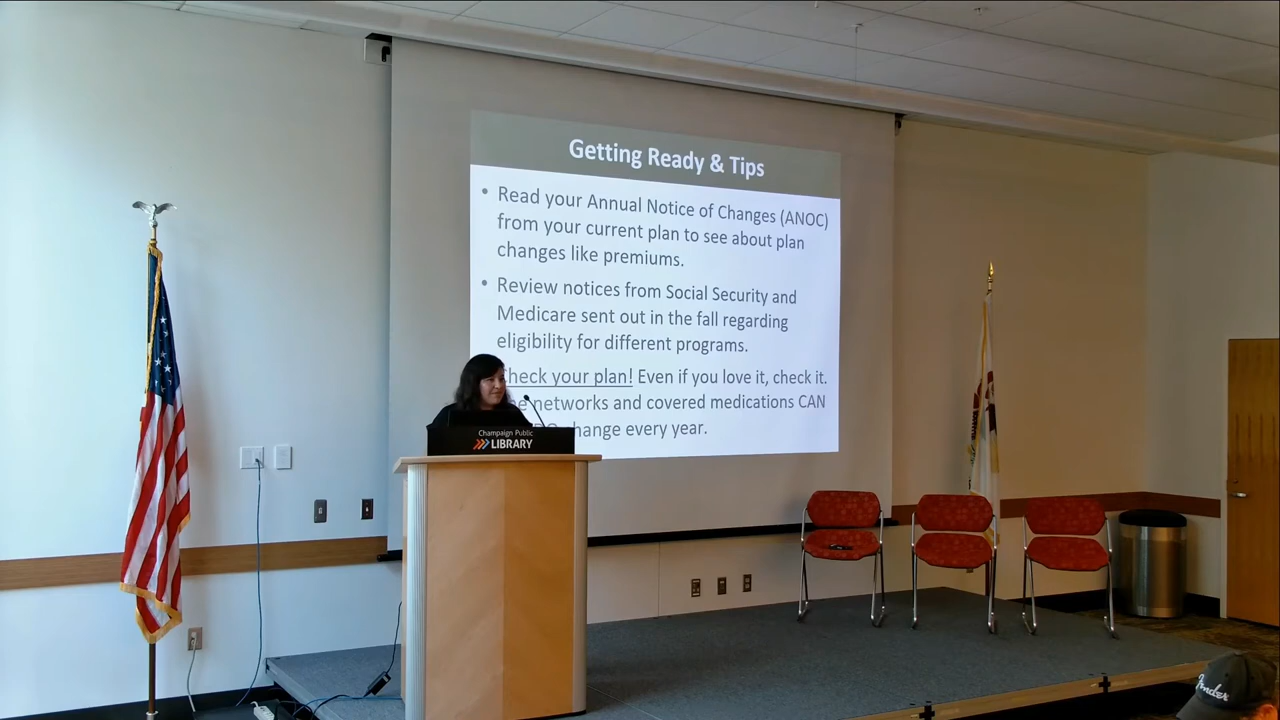 Getting Ready & Tips
• Read your Annual Notice of Changes (ANOC)
from your current plan to see about plan
changes like premiums.
• Review notices from Social Security and
Medicare sent out in the fall regarding
eligibility for different programs.
heck your plan! Even if you love it, check it.
networks and covered medications CAN
hange every year.
Champaign Public
LIBRARY
Fender